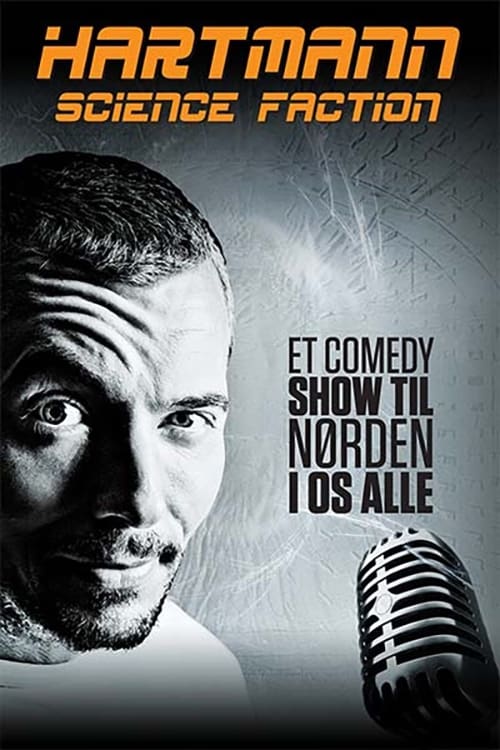 HARTMANN
SCIENCE FACTION
ET COMEDY
SHOW TIL
NØRDEN
I OS ALLE